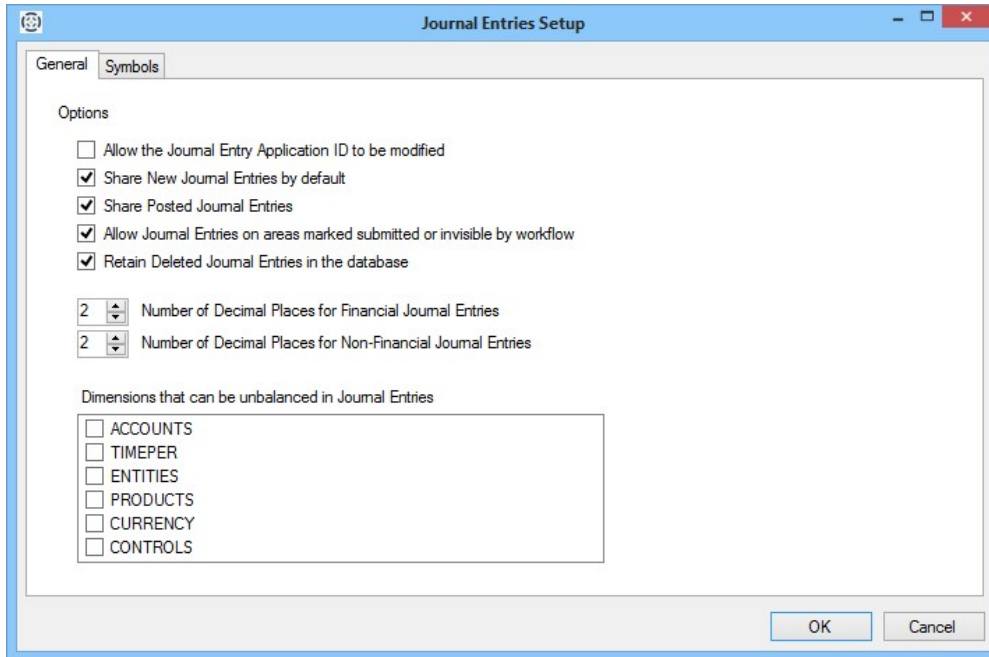 Journal Entries Setup
General Symbols
Options
Allow the Journal Entry Application ID to be modified
Share New Journal Entries by default
Share Posted Journal Entries
Allow Journal Entries on areas marked submitted or invisible by workflow
Retain Deleted Journal Entries in the database
2 Number of Decimal Places for Financial Journal Entries
2 Number of Decimal Places for Non-Financial Journal Entries
Dimensions that can be unbalanced in Journal Entries
ACCOUNTS
TIMEPER
ENTITIES
PRODUCTS
CURRENCY
CONTROLS
OK Cancel